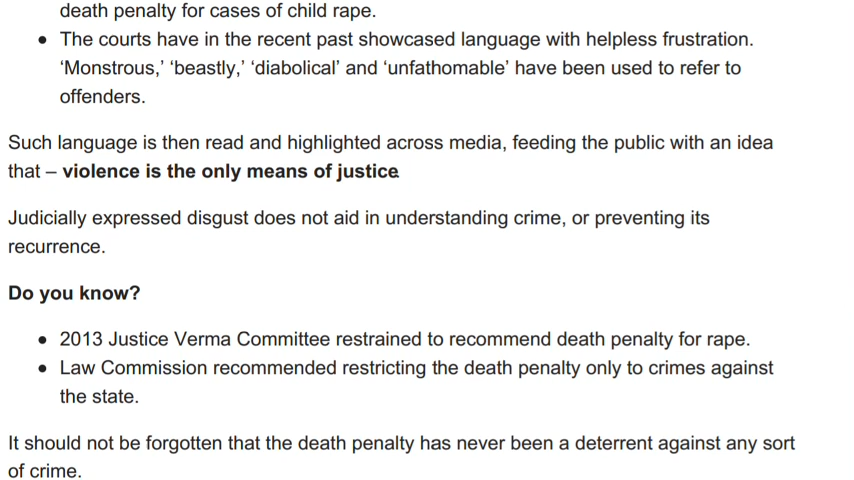 death penalty for cases of child rape.
● The courts have in the recent past showcased language with helpless frustration.
‘Monstrous,’ ‘beastly,’ ‘diabolical’ and ‘unfathomable’ have been used to refer to
offenders.
Such language is then read and highlighted across media, feeding the public with an idea
that – violence is the only means of justice.
Judicially expressed disgust does not aid in understanding crime, or preventing its
recurrence.
Do you know?
● 2013 Justice Verma Committee restrained to recommend death penalty for rape.
● Law Commission recommended restricting the death penalty only to crimes against
the state.
It should not be forgotten that the death penalty has never been a deterrent against any sort
of crime.